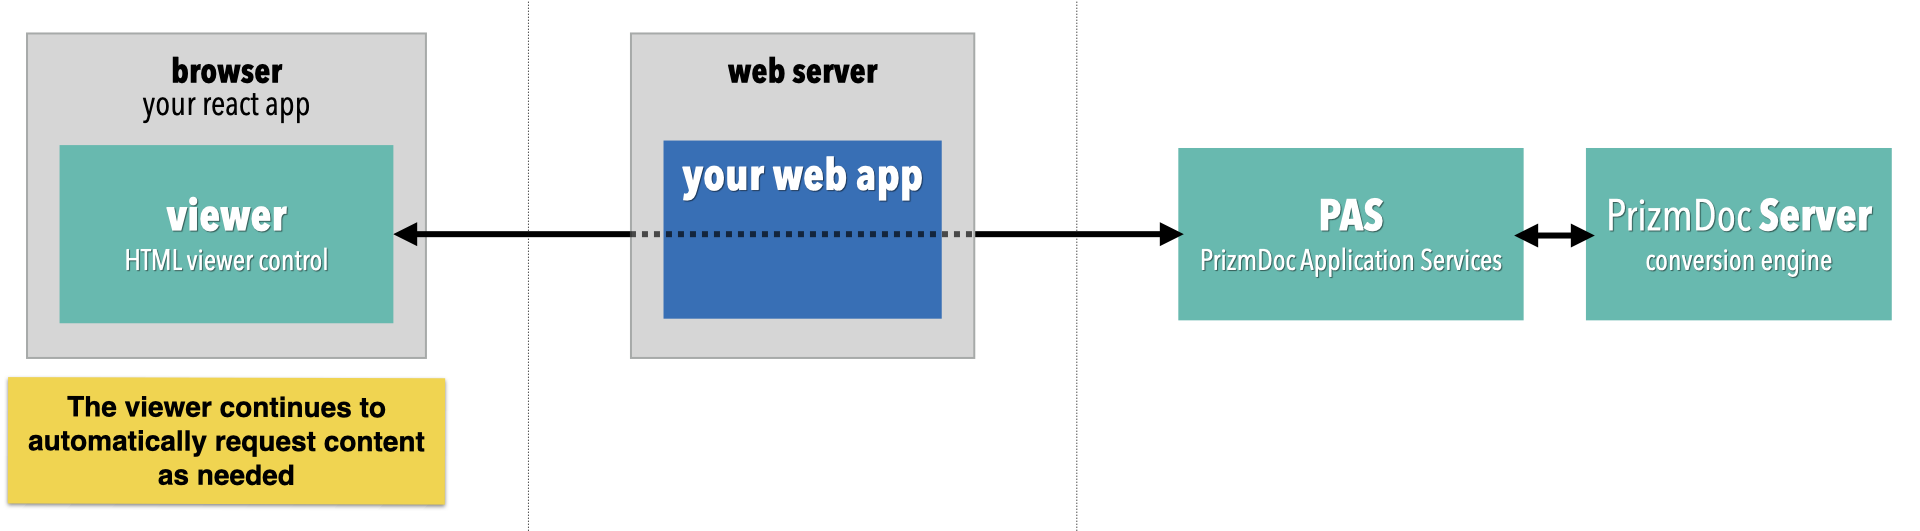 browser
your react app
viewer
HTML viewer control
The viewer continues to
automatically request content
as needed
web server
your web app
PAS
PrizmDoc Application Services
PrizmDoc Server
conversion engine